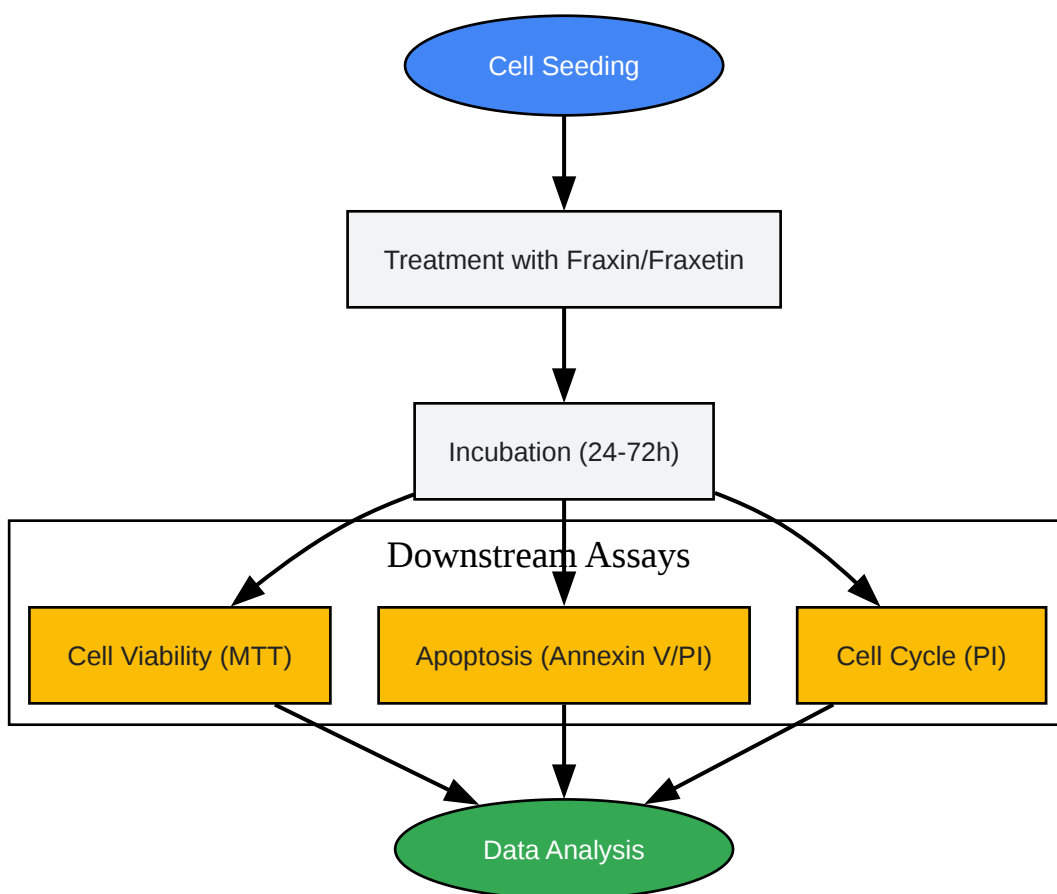 Cell Seeding
Treatment with Fraxin/Fraxetin
Incubation (24-72h)
Downstream Assays
Cell Viability (MTT)
Apoptosis (Annexin V/PI)
Cell Cycle (PI)
Data Analysis